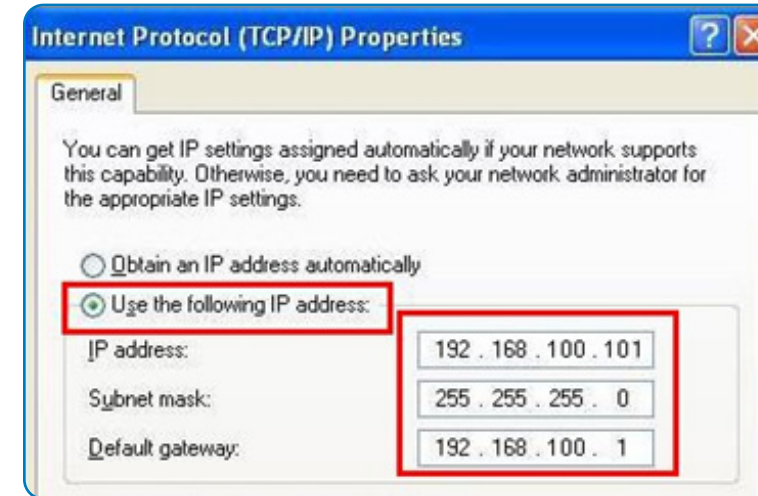 Internet Protocol (TCP/IP) Properties
General
You can get IP settings assigned automatically if your network supports
this capability. Otherwise, you need to ask your network administrator for
the appropriate IP settings.
Obtain an IP address automatically
Use the following IP address:
IP address: 192 . 168 . 100 . 101
Subnet mask: 255 . 255 . 255 . 0
Default gateway: 192 . 168 . 100 . 1